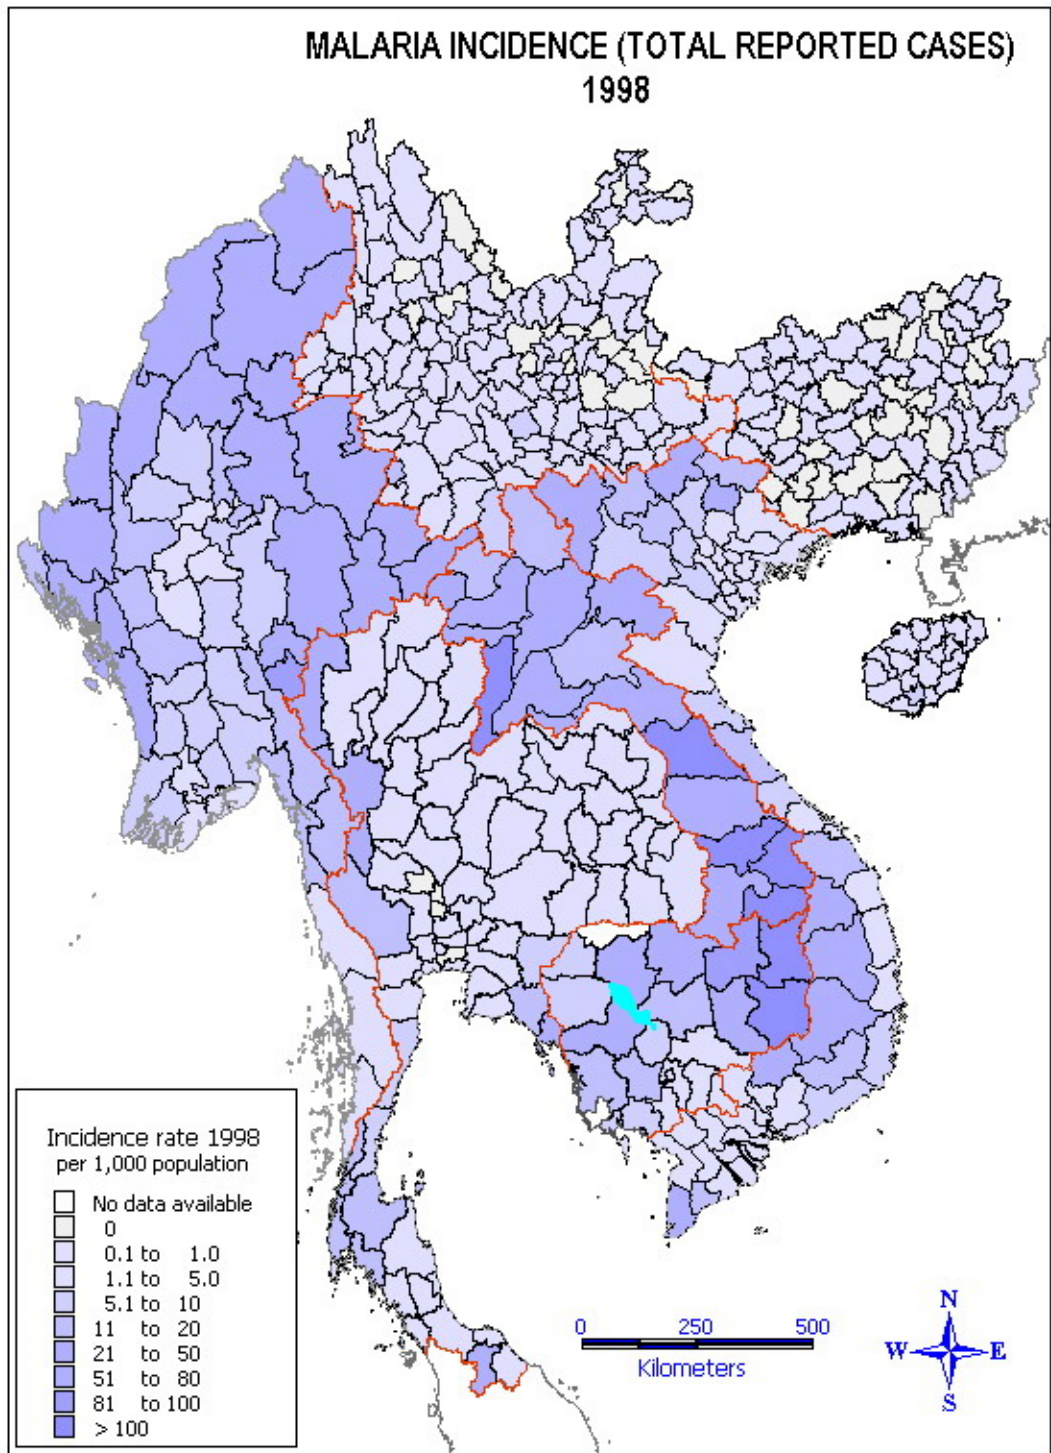 MALARIA INCIDENCE (TOTAL REPORTED CASES)
1998
Incidence rate 1998
per 1,000 population
No data available
0
0.1 to 1.0
1.1 to 5.0
5.1 to 10
11 to 20
21 to 50
51 to 80
81 to 100
> 100
0 250 500
Kilometers
N
W E
S